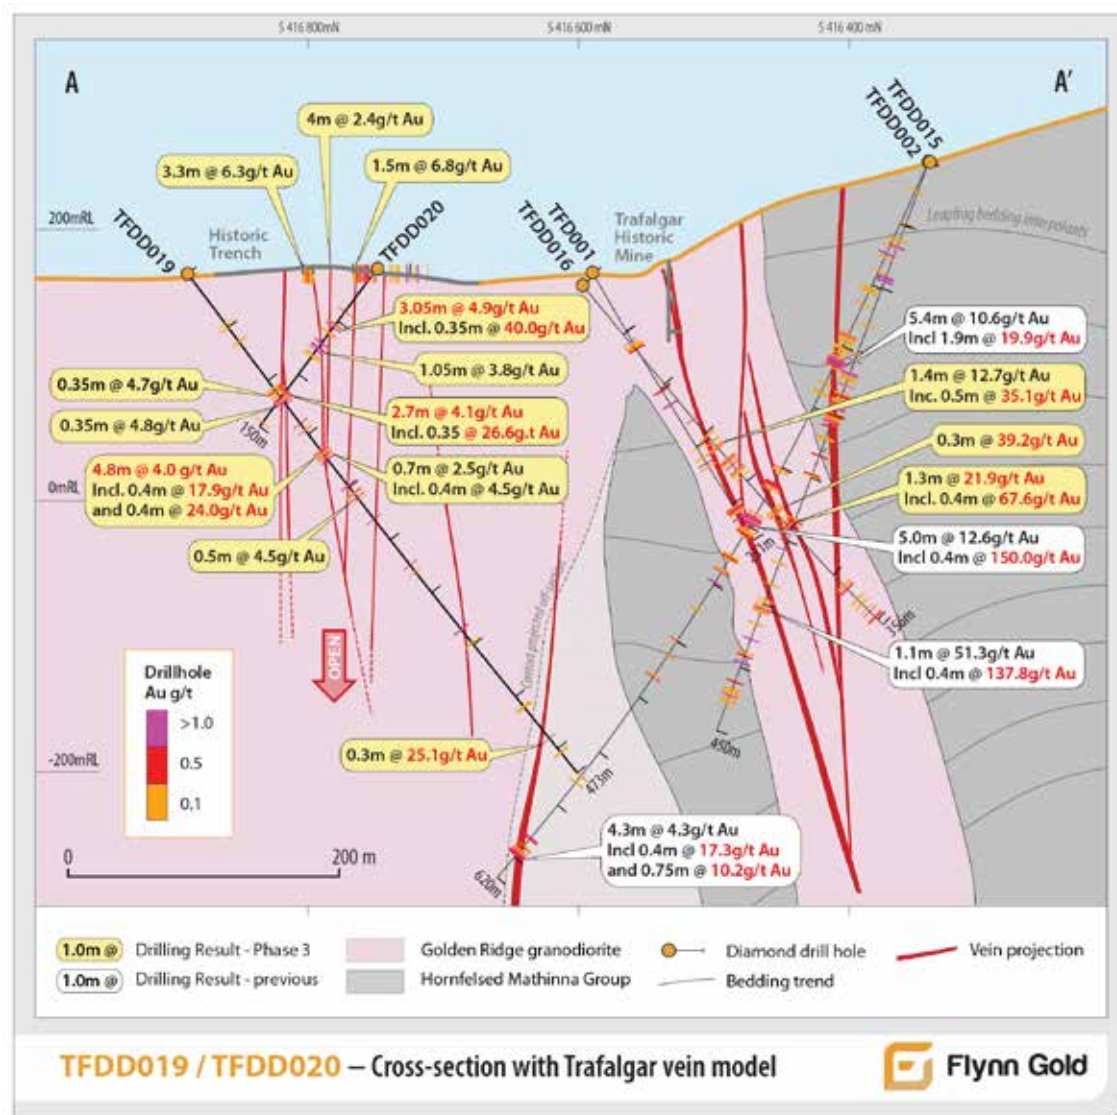 5 416 800mN
5 416 600 mN
5 416 400 mN
A
A'
4m @ 2.4g/t Au
3.3m @ 6.3g/t Au
1.5m @ 6.8g/t Au
TFDD015
TFDD002
200mRL
TFDD019
Historic
Trench
TFDD020
TFD001
TFDD016
Trafalgar
Historic
Mine
3.05m @ 4.9g/t Au
Incl. 0.35m @ 40.0g/t Au
5.4m @ 10.6g/t Au
Incl 1.9m @ 19.9g/t Au
1.05m @ 3.8g/t Au
1.4m @ 12.7g/t Au
Inc. 0.5m @ 35.1g/t Au
0.35m @ 4.7g/t Au
0.35m @ 4.8g/t Au
150m
2.7m @ 4.1g/t Au
Incl. 0.35 @ 26.6g.t Au
0.3m @ 39.2g/t Au
4.8m @ 4.0 g/t Au
Incl. 0.4m @ 17.9g/t Au
and 0.4m @ 24.0g/t Au
0.7m @ 2.5g/t Au
Incl. 0.4m @ 4.5g/t Au
0mRL
1.3m @ 21.9g/t Au
Incl. 0.4m @ 67.6g/t Au
0.5m @ 4.5g/t Au
5.0m @ 12.6g/t Au
Incl 0.4m @ 150.0g/t Au
356m
1.1m @ 51.3g/t Au
Incl 0.4m @ 137.8g/t Au
OPEN
Drillhole
Au g/t
>1.0
0.5
0.1
450m
-200mRL
0.3m @ 25.1g/t Au
473m
4.3m @ 4.3g/t Au
Incl 0.4m @ 17.3g/t Au
and 0.75m @ 10.2g/t Au
620m
0
200 m
1.0m @ Drilling Result - Phase 3
Golden Ridge granodiorite
Diamond drill hole
Vein projection
1.0m @ Drilling Result - previous
Hornfelsed Mathinna Group
Bedding trend
TFDD019 / TFDD020 – Cross-section with Trafalgar vein model
Flynn Gold